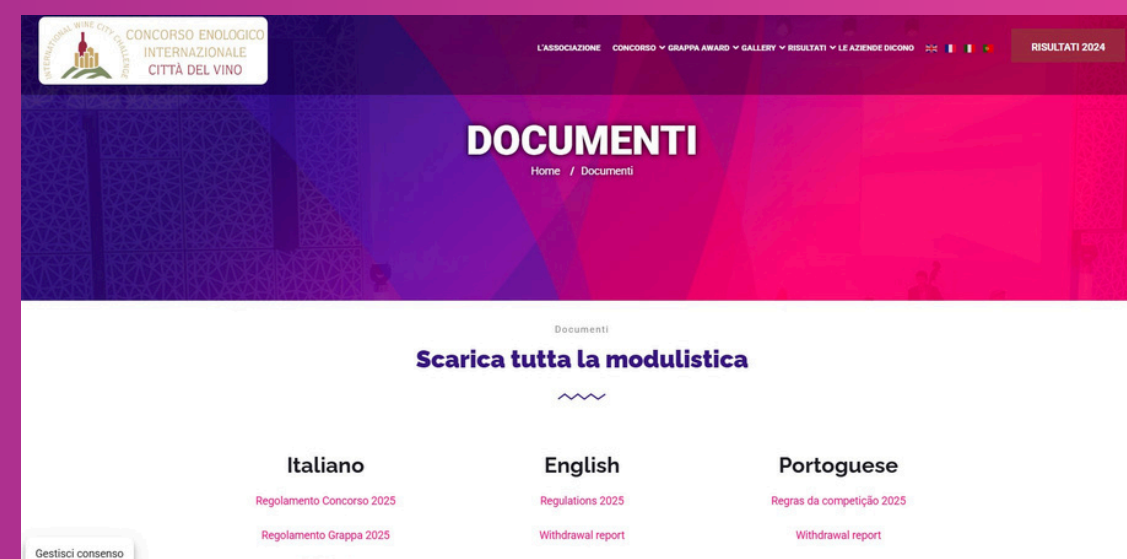 INTERNATIONAL WINE CITY CHALLENGE
CONCORSO ENOLOGICO
INTERNAZIONALE
CITTÀ DEL VINO
L'ASSOCIAZIONE CONCORSO GRAPPA AWARD GALLERY RISULTATI LE AZIENDE DICONO
RISULTATI 2024
DOCUMENTI
Home / Documenti
Documenti
Scarica tutta la modulistica
Italiano English Portoguese
Regolamento Concorso 2025 Regulations 2025 Regras da competição 2025
Regolamento Grappa 2025 Withdrawal report Withdrawal report
Gestisci consenso